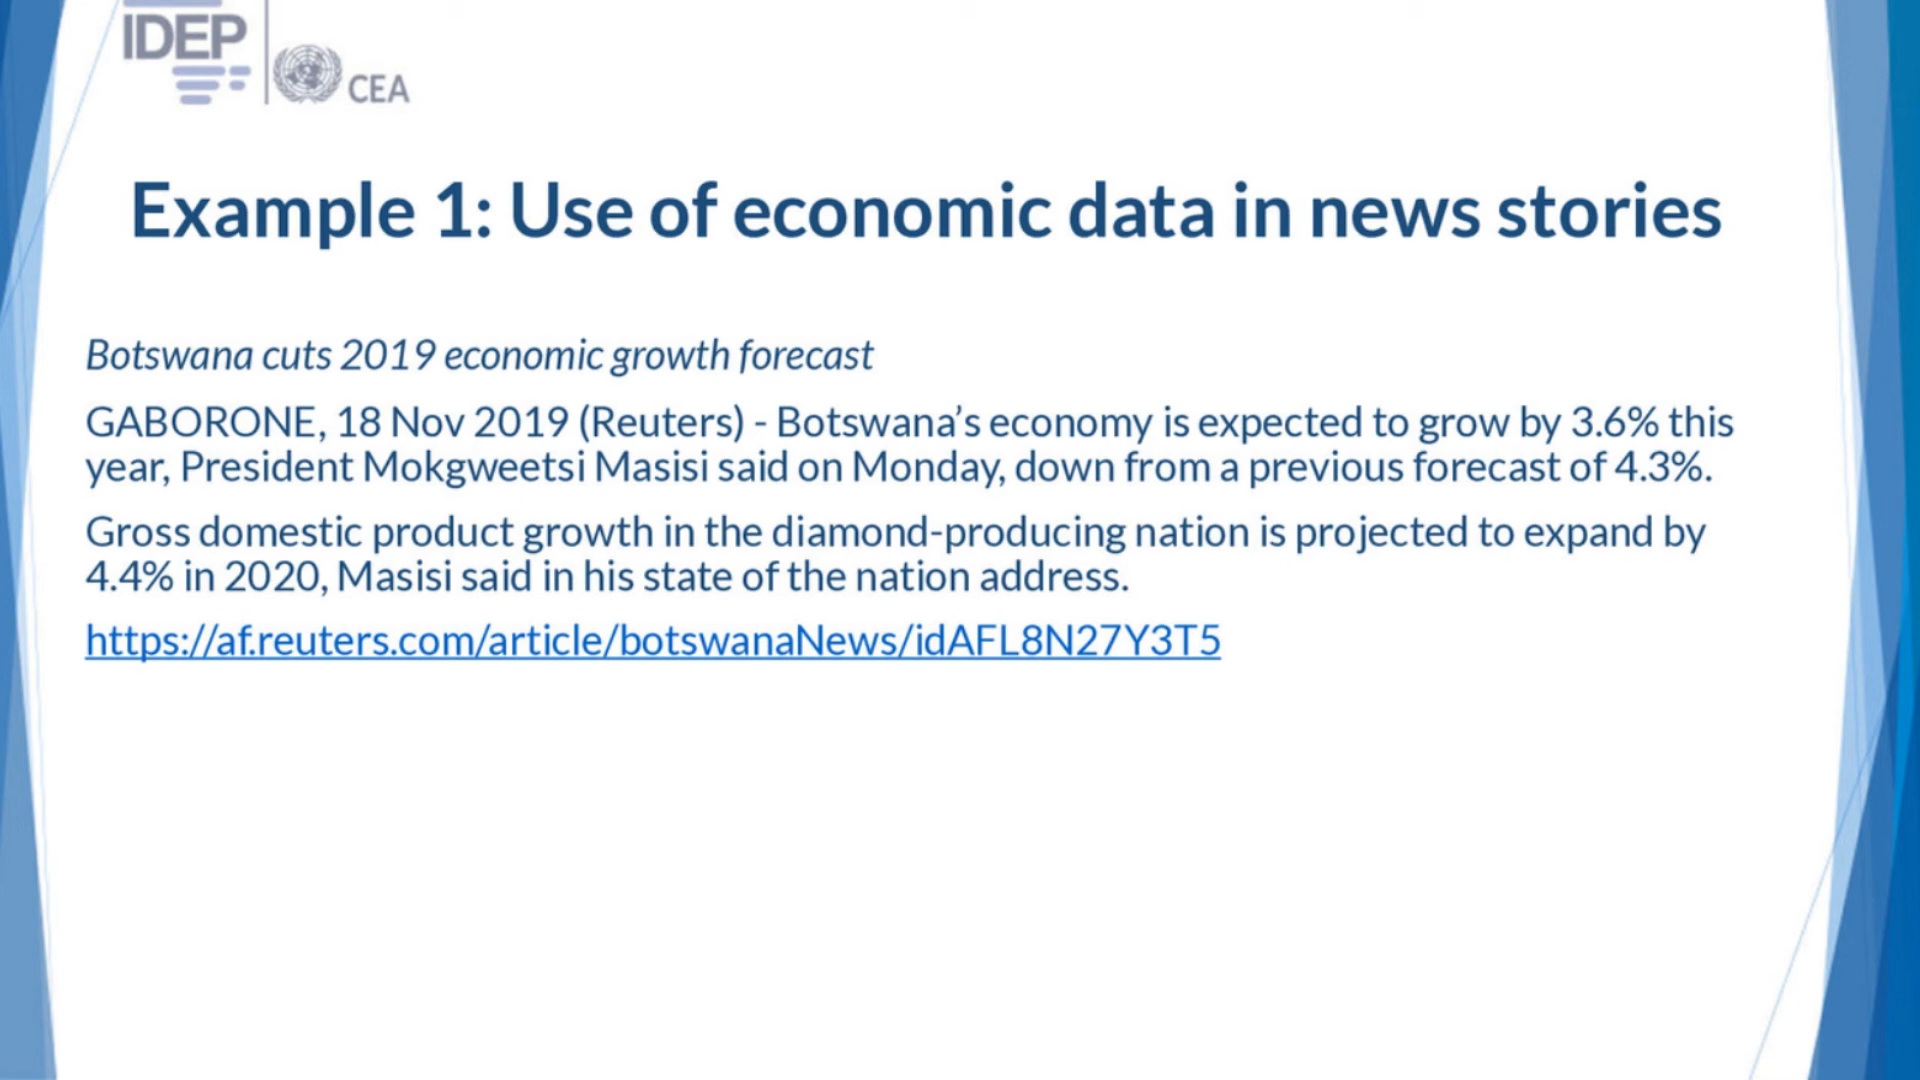 IDEP
CEA
Example 1: Use of economic data in news stories
Botswana cuts 2019 economic growth forecast
GABORONE, 18 Nov 2019 (Reuters) - Botswana’s economy is expected to grow by 3.6% this
year, President Mokgweetsi Masisi said on Monday, down from a previous forecast of 4.3%.
Gross domestic product growth in the diamond-producing nation is projected to expand by
4.4% in 2020, Masisi said in his state of the nation address.
https://af.reuters.com/article/botswanaNews/idAFL8N27Y3T5